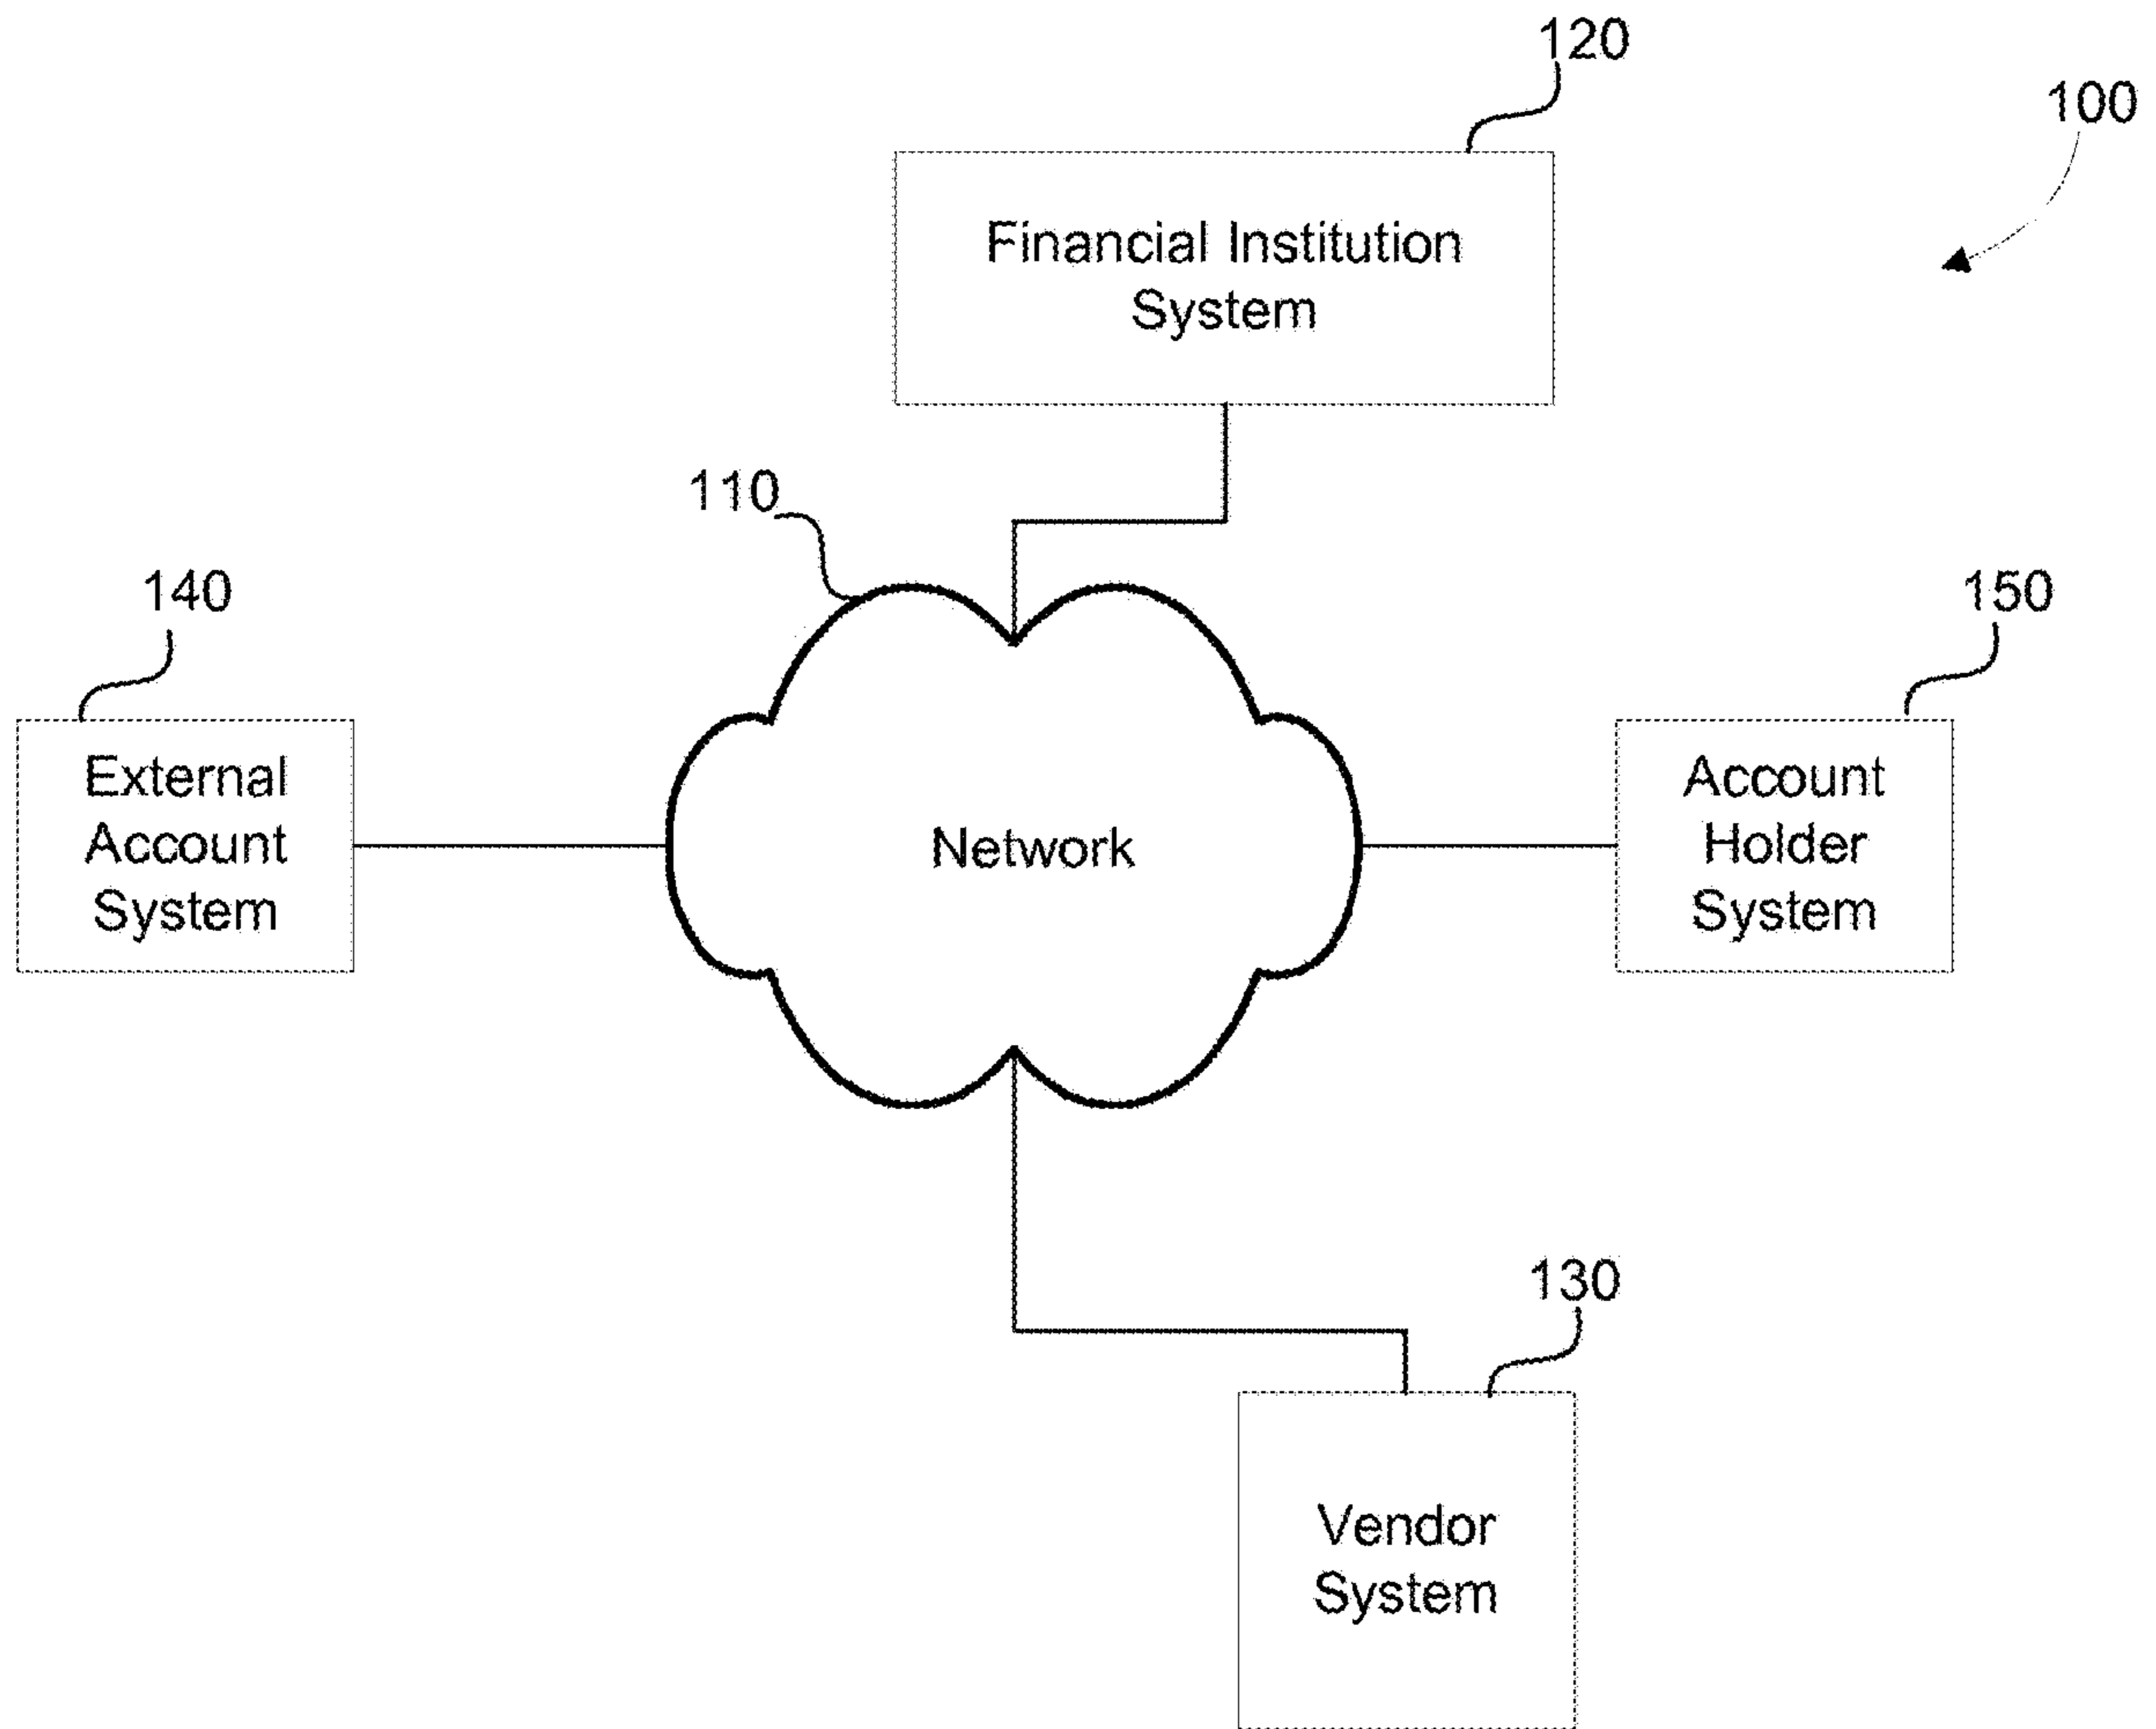 120
100
Financial Institution
System
110
140
150
External
Account
System
Network
Account
Holder
System
130
Vendor
System